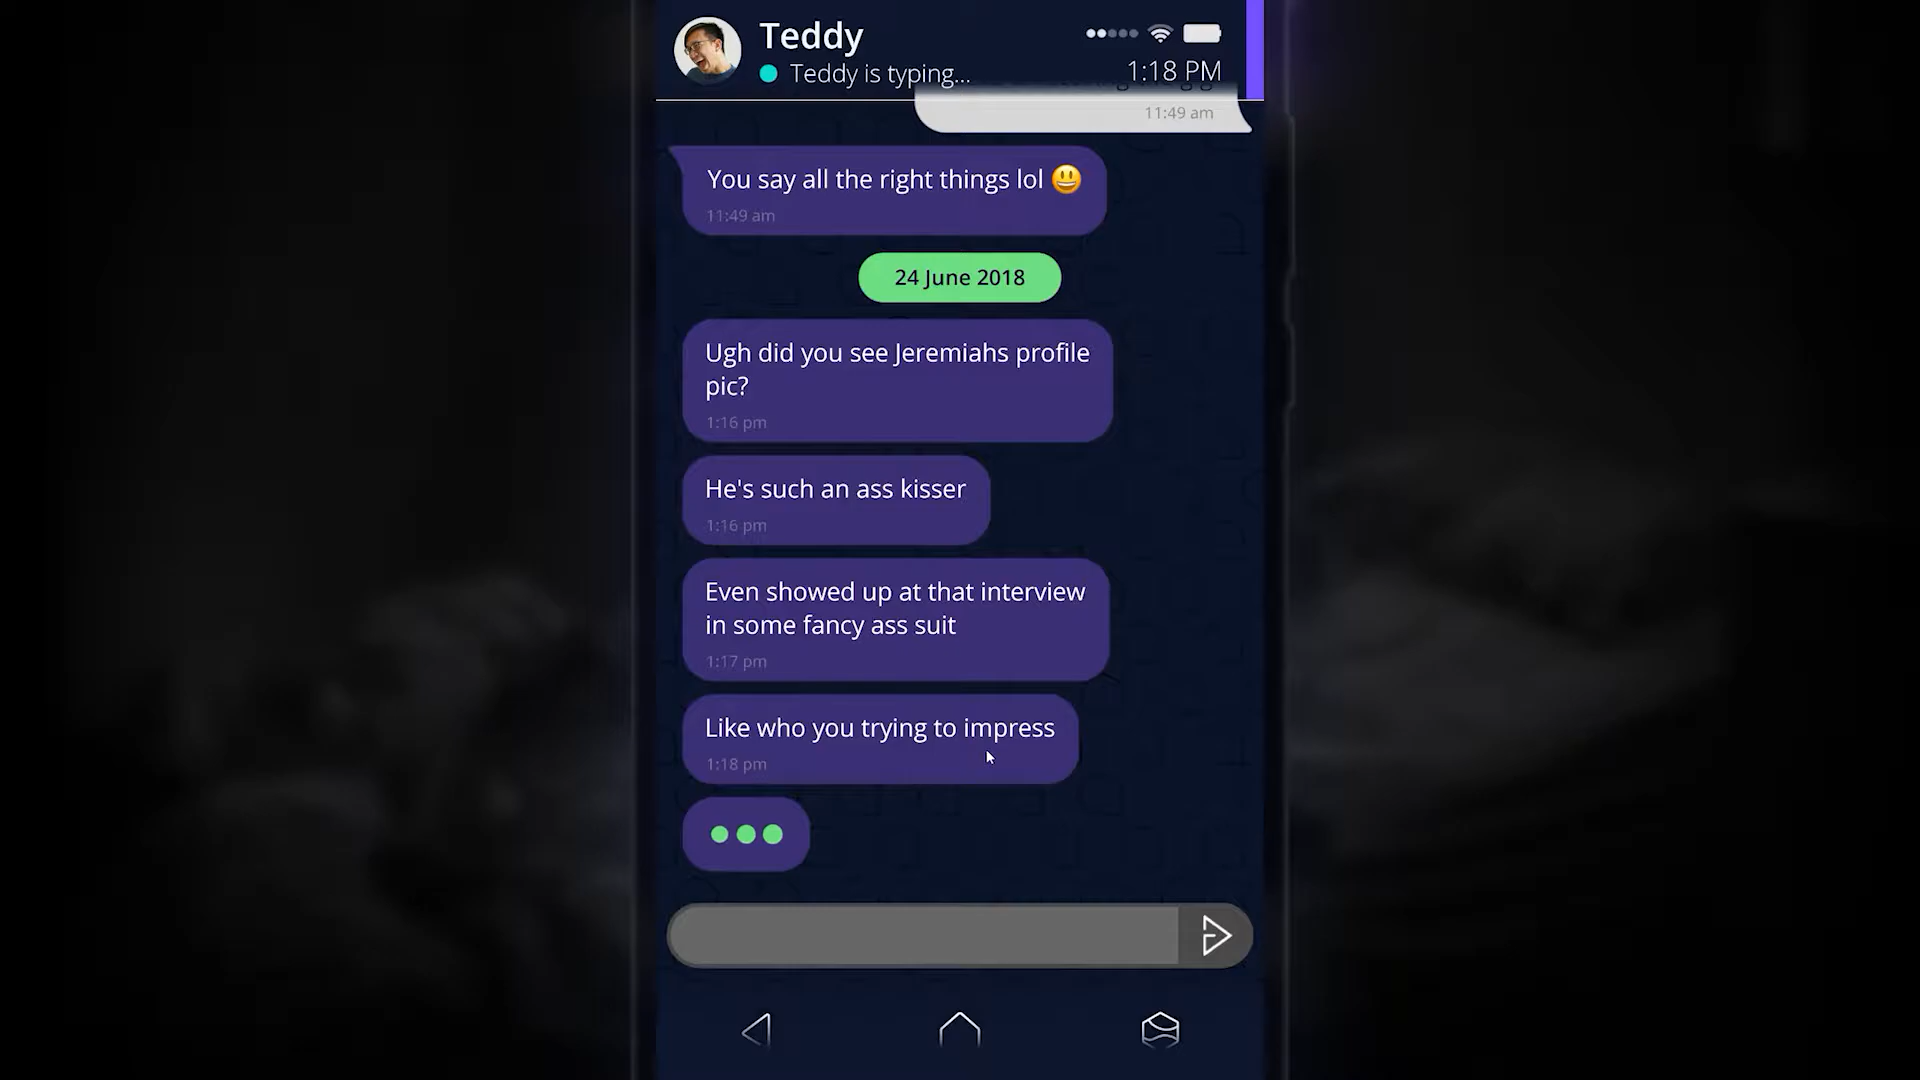 Teddy
Teddy is typing...
1:18 PM
11:49 am
You say all the right things lol 😃
11:49 am
24 June 2018
Ugh did you see Jeremiahs profile
pic?
1:16 pm
He's such an ass kisser
1:16 pm
Even showed up at that interview
in some fancy ass suit
1:17 pm
Like who you trying to impress
1:18 pm